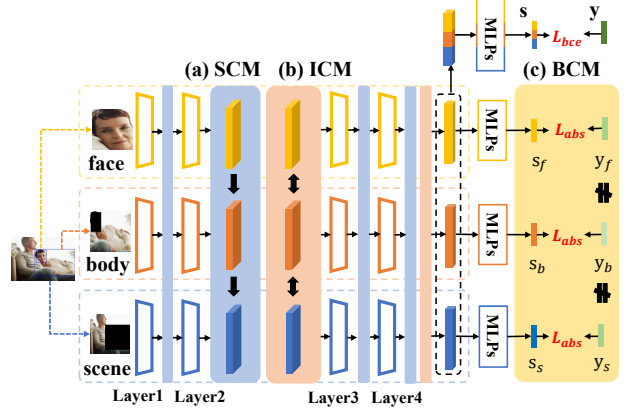 s y
MLPs L_bce
(a) SCM (b) ICM (c) BCM
face MLPs L_abs
s_f y_f
body MLPs L_abs
s_b y_b
scene MLPs L_abs
s_s y_s
Layer1 Layer2 Layer3 Layer4